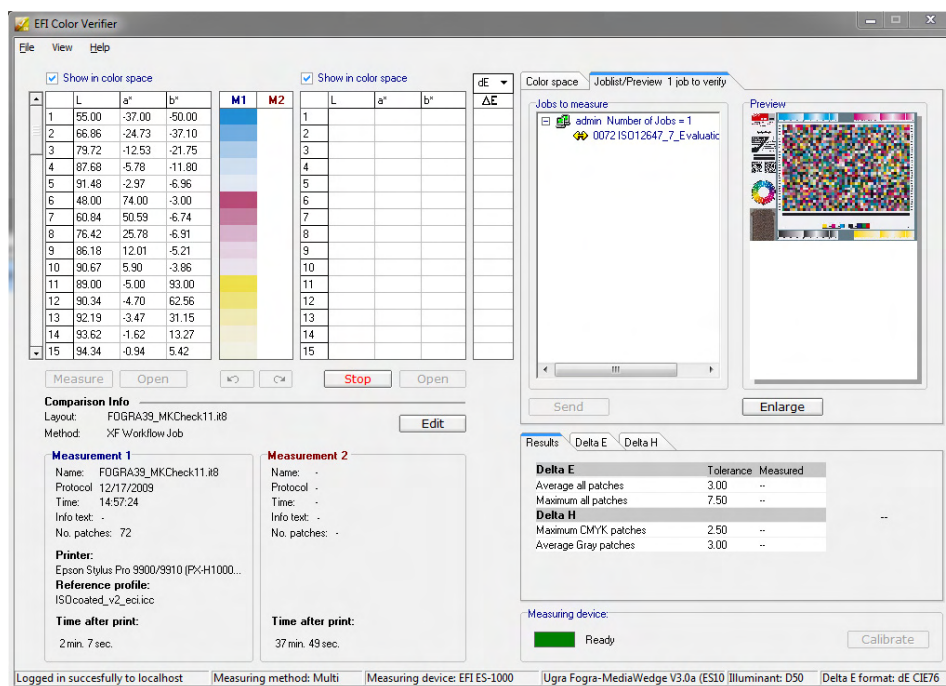 EFI Color Verifier
File View Help
Show in color space
L a* b*
1 55.00 -37.00 -50.00
2 66.86 -24.73 -37.10
3 79.72 -12.53 -21.75
4 87.68 -5.78 -11.80
5 91.48 -2.97 -6.96
6 48.00 74.00 -3.00
7 60.84 50.59 -6.74
8 76.42 25.78 -6.91
9 86.18 12.01 -5.21
10 90.67 5.90 -3.86
11 89.00 -5.00 93.00
12 90.34 -4.70 62.56
13 92.19 -3.47 31.15
14 93.62 -1.62 13.27
15 94.34 -0.94 5.42
M1 M2
Show in color space
L a* b*
1
2
3
4
5
6
7
8
9
10
11
12
13
14
15
dE
ΔE
Measure Open Stop Open
Comparison Info
Layout: FOGRA39_MKCheck11.it8
Method: XF Workflow Job
Edit
Measurement 1
Name: FOGRA39_MKCheck11.it8
Protocol 12/17/2009
Time: 14:57:24
Info text: -
No. patches: 72
Printer:
Epson Stylus Pro 9900/9910 (PX-H1000...
Reference profile:
ISOcoated_v2_eci.icc
Time after print:
2 min. 7 sec.
Measurement 2
Name: -
Protocol -
Time: -
Info text: -
No. patches: -
Time after print:
37 min. 49 sec.
Color space Joblist/Preview 1 job to verify
Jobs to measure
admin Number of Jobs = 1
0072 ISO12647_7_Evaluatic
Preview
Send Enlarge
Results Delta E Delta H
Delta E Tolerance Measured
Average all patches 3.00 --
Maximum all patches 7.50 --
Delta H
Maximum CMYK patches 2.50 --
Average Gray patches 3.00 --
--
Measuring device:
Ready Calibrate
Logged in succesfully to localhost Measuring method: Multi Measuring device: EFI ES-1000 Ugra Fogra-MediaWedge V3.0a (ES10 Illuminant: D50 Delta E format: dE CIE76